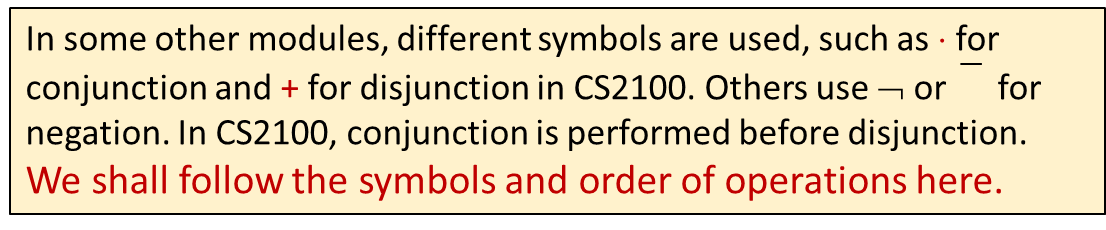 In some other modules, different symbols are used, such as · for
conjunction and + for disjunction in CS2100. Others use ¬ or ‾ for
negation. In CS2100, conjunction is performed before disjunction.
We shall follow the symbols and order of operations here.